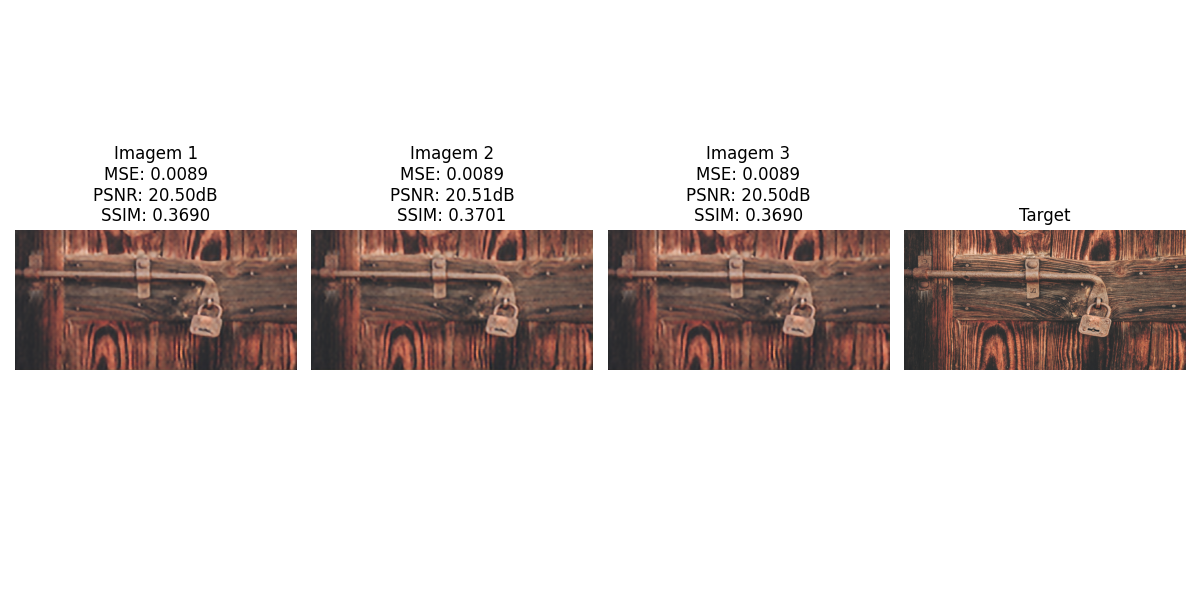 Imagem 1
MSE: 0.0089
PSNR: 20.50dB
SSIM: 0.3690
Imagem 2
MSE: 0.0089
PSNR: 20.51dB
SSIM: 0.3701
Imagem 3
MSE: 0.0089
PSNR: 20.50dB
SSIM: 0.3690
Target